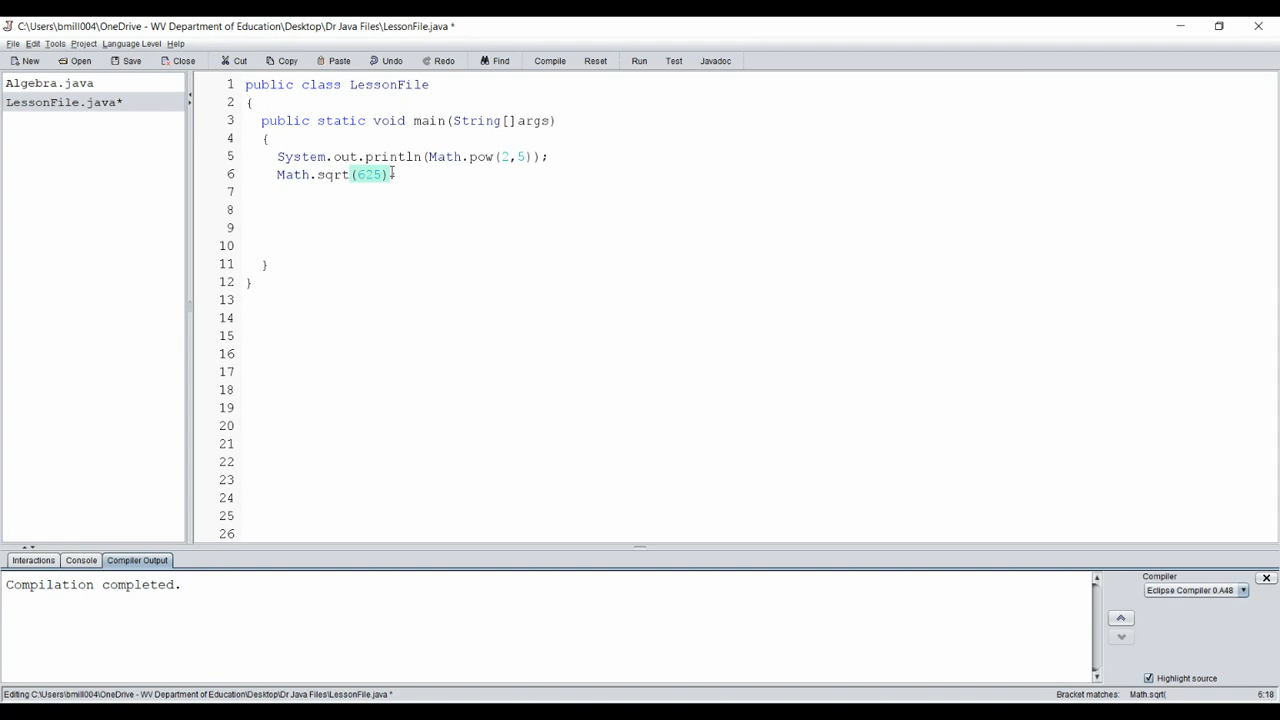 C:\Users\bmill004\OneDrive - WV Department of Education\Desktop\Dr Java Files\LessonFile.java *
File Edit Tools Project Language Level Help
New Open Save Close Cut Copy Paste Undo Redo Find Compile Reset Run Test Javadoc
Algebra.java
LessonFile.java*
1 public class LessonFile
2 {
3 public static void main(String[]args)
4 {
5 System.out.println(Math.pow(2,5));
6 Math.sqrt(625)
7
8
9
10
11 }
12 }
13
14
15
16
17
18
19
20
21
22
23
24
25
26
Interactions Console Compiler Output
Compilation completed.
Compiler
Eclipse Compiler 0.A48
Highlight source
Editing C:\Users\bmill004\OneDrive - WV Department of Education\Desktop\Dr Java Files\LessonFile.java * Bracket matches: Math.sqrt( 6:18